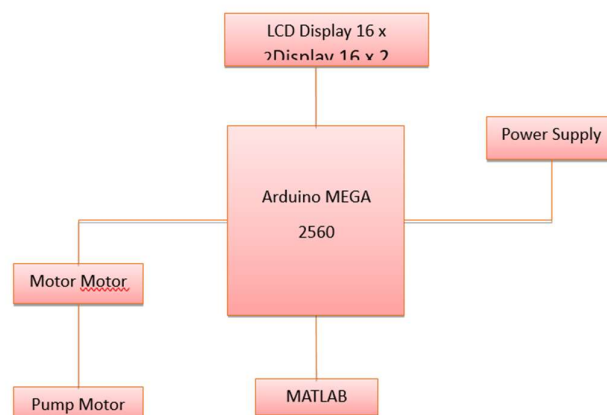 LCD Display 16 x
2Display 16 x 2
Power Supply
Arduino MEGA
2560
Motor Motor
Pump Motor
MATLAB